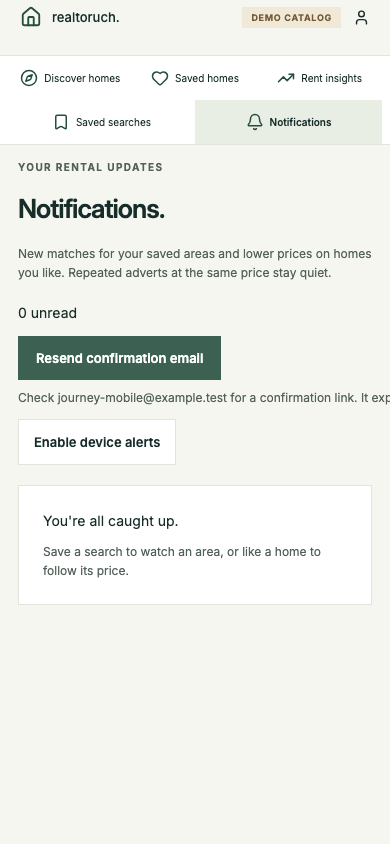 realtoruch.
DEMO CATALOG
Discover homes
Saved homes
Rent insights
Saved searches
Notifications
YOUR RENTAL UPDATES
Notifications.
New matches for your saved areas and lower prices on homes
you like. Repeated adverts at the same price stay quiet.
0 unread
Resend confirmation email
Check journey-mobile@example.test for a confirmation link. It
Enable device alerts
You're all caught up.
Save a search to watch an area, or like a home to
follow its price.